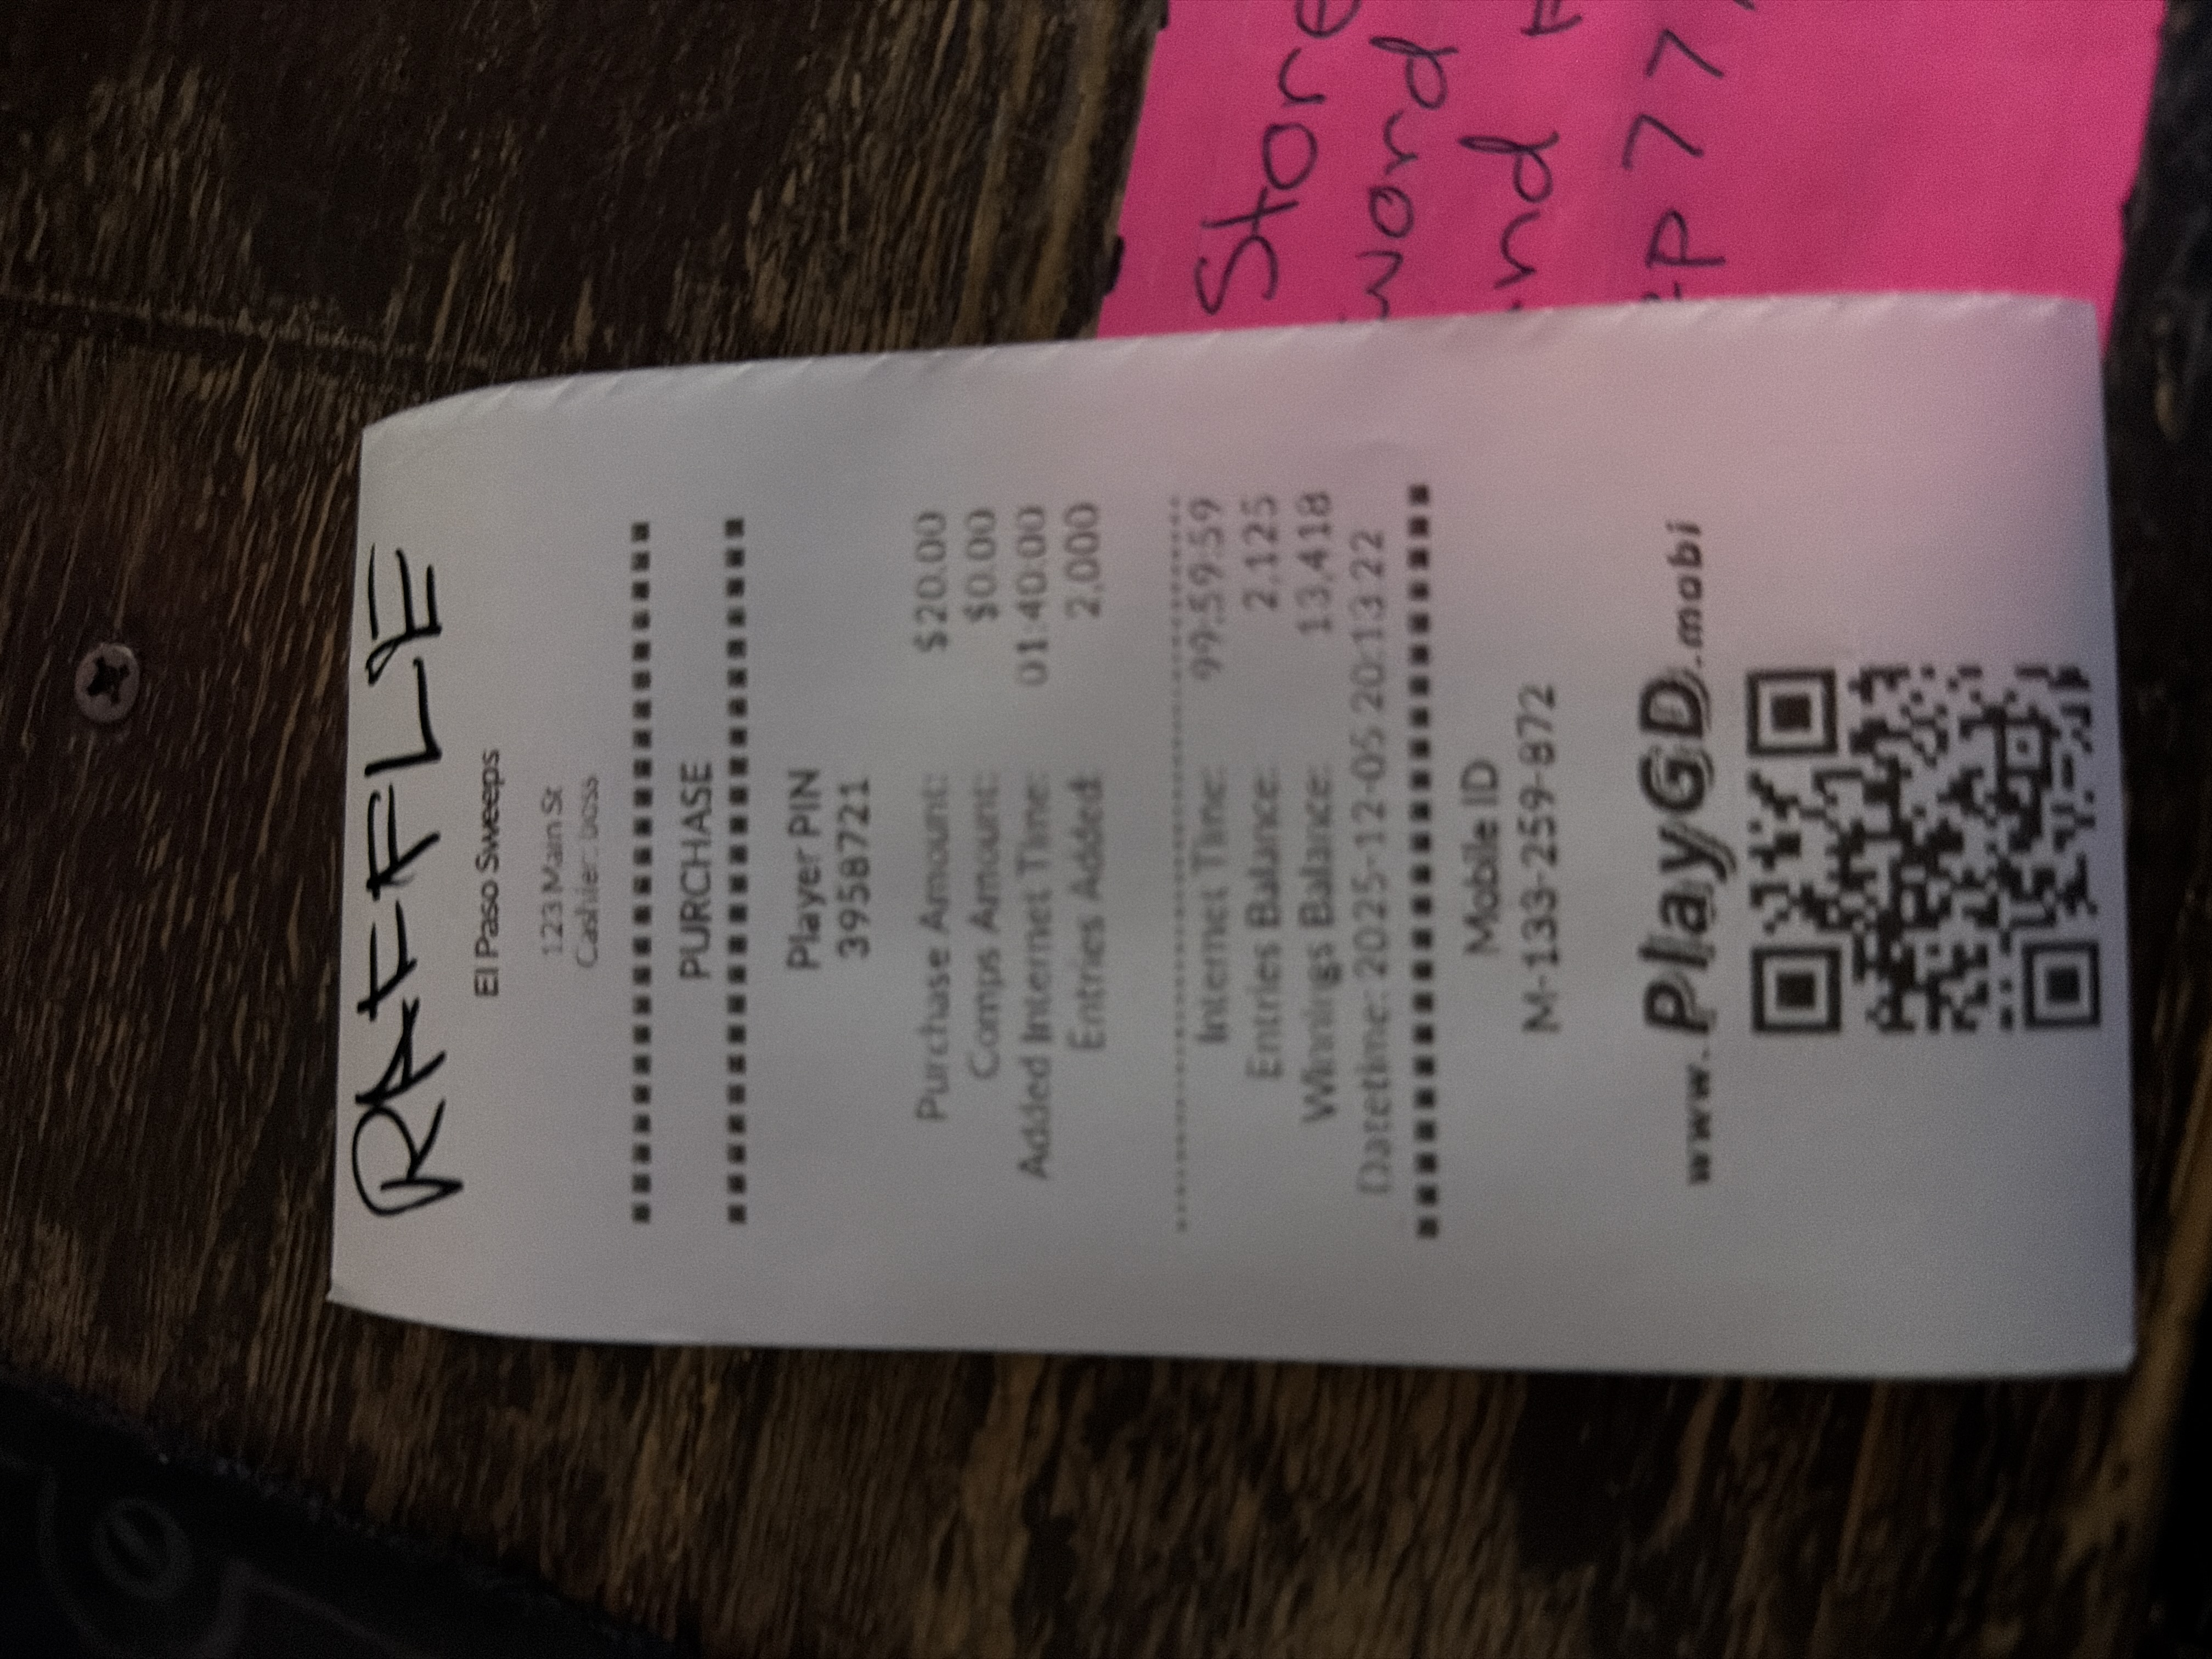 RAFFLE
El Paso Sweeps
123 Main St
Cashier: boss
PURCHASE
Player PIN
3958721
Purchase Amount: $20.00
Comps Amount: $0.00
Added Internet Time: 01:40:00
Entries Added: 2,000
Internet Time: 99:59:59
Entries Balance: 2,125
Winnings Balance: 13,418
Datetime: 2025-12-05 20:13:22
Mobile ID
M-133-259-872
www.PlayGD.mobi
Store
word
P777